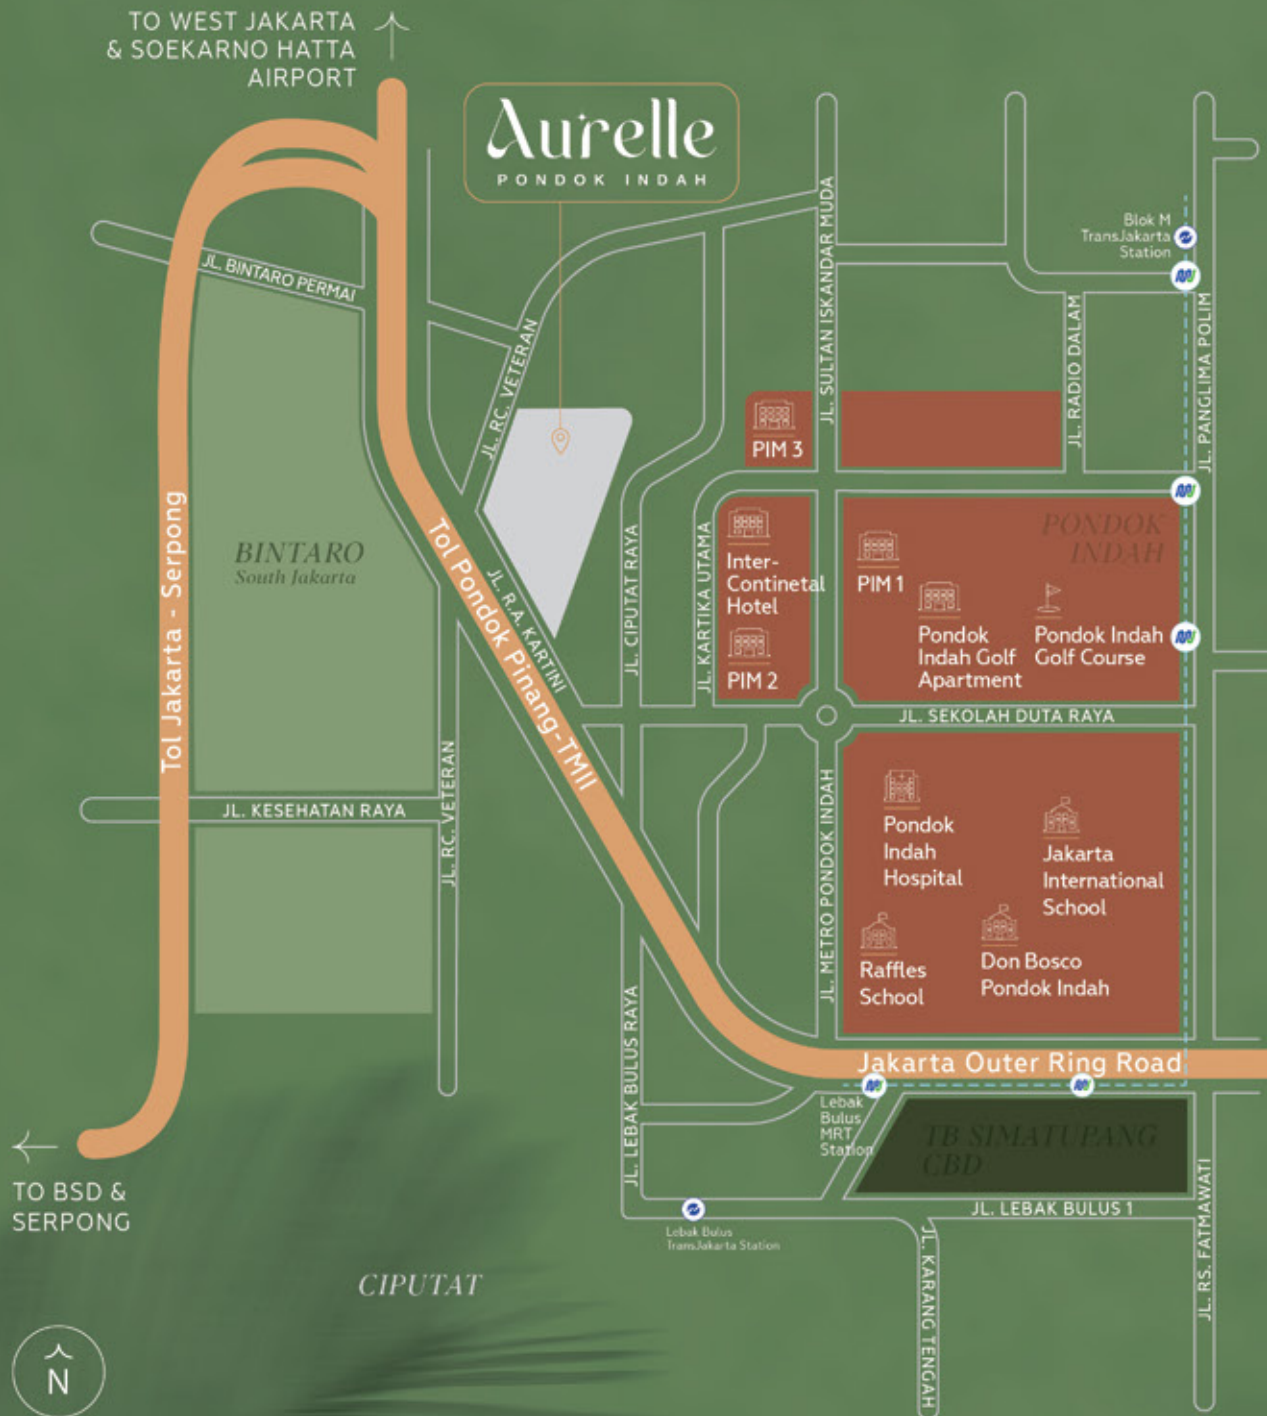 TO WEST JAKARTA
& SOEKARNO HATTA
AIRPORT
Aurelle
PONDOK INDAH
Blok M
TransJakarta
Station
JL. BINTARO PERMAI
JL. RC. VETERAN
JL. SULTAN ISKANDAR MUDA
JL. RADIO DALAM
JL. PANGLIMA POLIM
PIM 3
Tol Jakarta - Serpong
BINTARO
South Jakarta
Tol Pondok Pinang-TMII
JL. R.A. KARTINI
JL. CIPUTAT RAYA
JL. KARTIKA UTAMA
Inter-
Continetal
Hotel
PIM 2
PIM 1
PONDOK
INDAH
Pondok
Indah Golf
Apartment
Pondok Indah
Golf Course
JL. SEKOLAH DUTA RAYA
JL. KESEHATAN RAYA
JL. RC. VETERAN
JL. METRO PONDOK INDAH
Pondok
Indah
Hospital
Jakarta
International
School
Raffles
School
Don Bosco
Pondok Indah
JL. LEBAK BULUS RAYA
Jakarta Outer Ring Road
Lebak
Bulus
MRT
Station
TB SIMATUPANG
CBD
TO BSD &
SERPONG
JL. LEBAK BULUS 1
JL. RS. FATMAWATI
Lebak Bulus
TransJakarta Station
JL. KARANG TENGAH
CIPUTAT
N